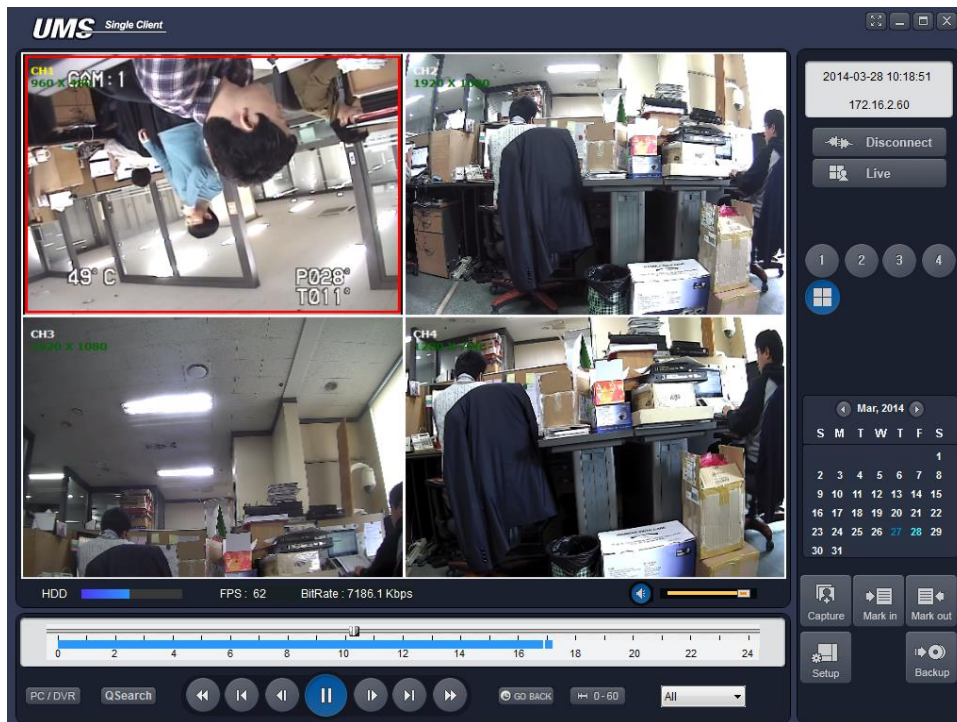 UMS Single Client
CH1
CAM:1
49°C
P028°
T011°
CH2
1920 X 1080
CH3
1920 X 1080
CH4
2014-03-28 10:18:51
172.16.2.60
Disconnect
Live
1 2 3 4
Mar, 2014
S M T W T F S
1
2 3 4 5 6 7 8
9 10 11 12 13 14 15
16 17 18 19 20 21 22
23 24 25 26 27 28 29
30 31
HDD FPS : 62 BitRate : 7186.1 Kbps
Capture Mark in Mark out
Setup Backup
0 2 4 6 8 10 12 14 16 18 20 22 24
PC / DVR QSearch GO BACK 0-60 All